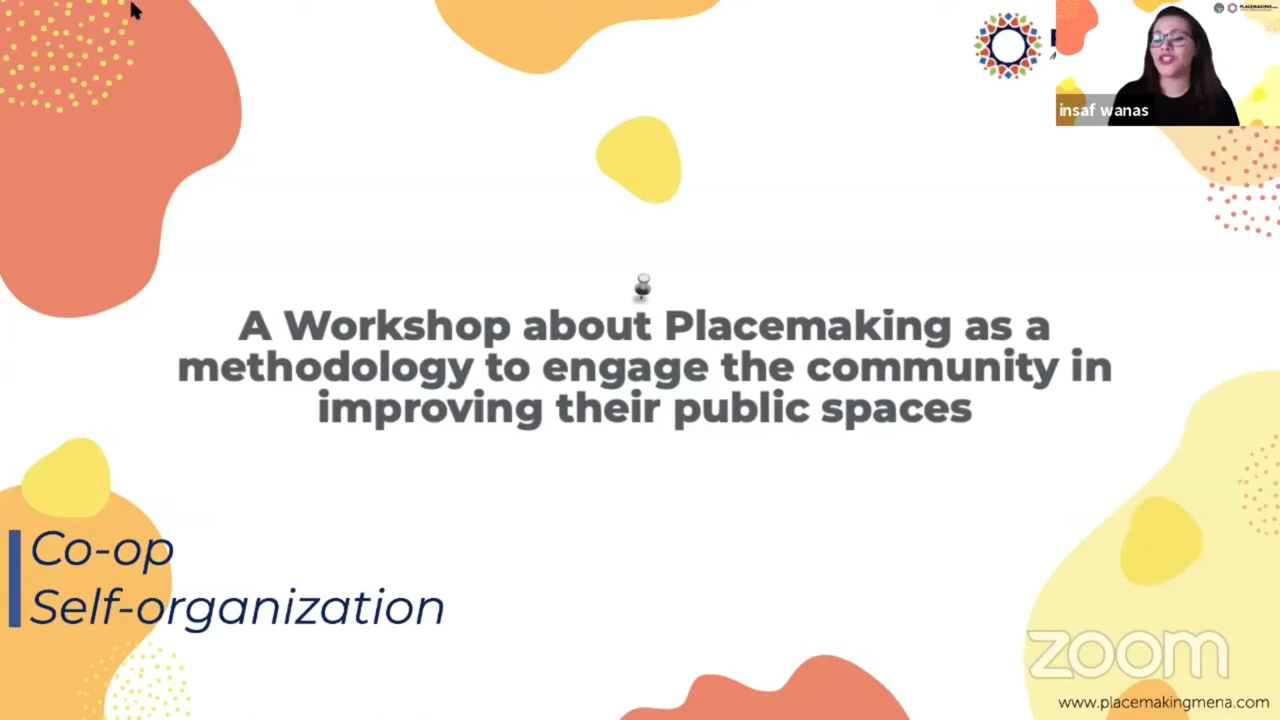 PLACEMAKING
insaf wanas
A Workshop about Placemaking as a
methodology to engage the community in
improving their public spaces
Co-op
Self-organization
zoom
www.placemakingmena.com